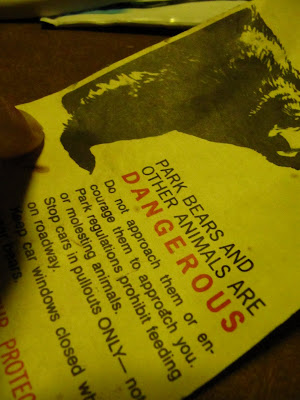 PARK BEARS AND
OTHER ANIMALS ARE
DANGEROUS
Do not approach them or en-
courage them to approach you.
Park regulations prohibit feeding
or molesting animals.
Stop cars in pullouts ONLY—not
on roadway.
Keep car windows closed
bears
PROTEC